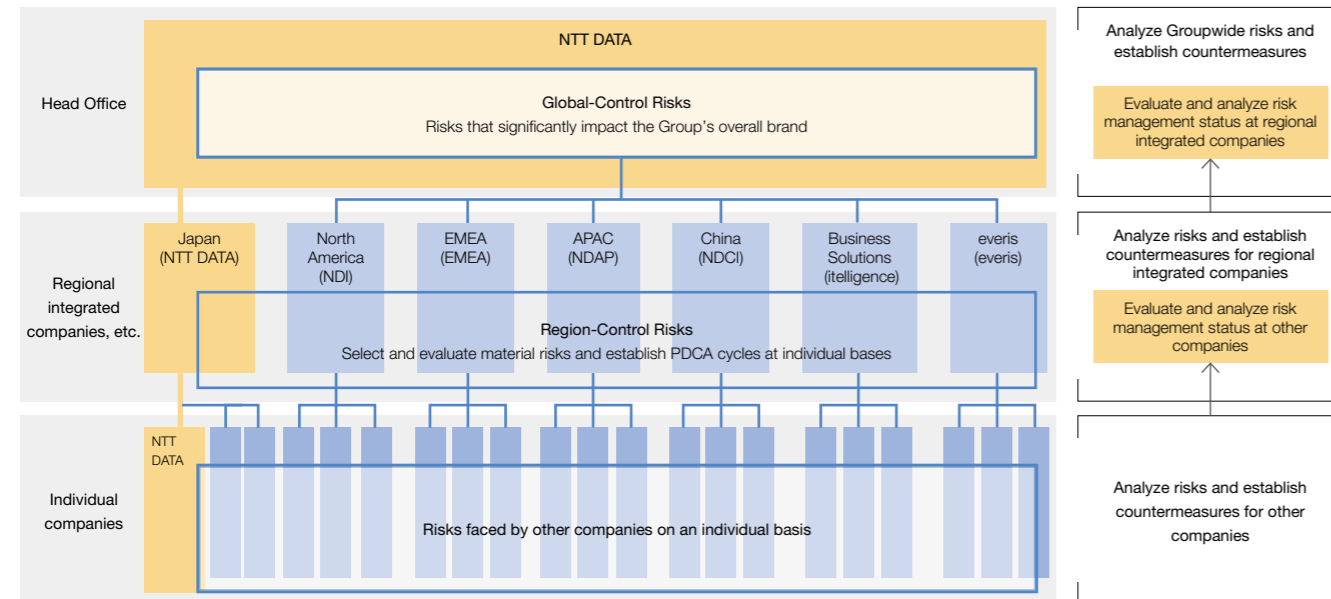 NTT DATA
Head Office
Global-Control Risks
Risks that significantly impact the Group's overall brand
Analyze Groupwide risks and
establish countermeasures
Evaluate and analyze risk
management status at regional
integrated companies
Regional
integrated
companies, etc.
Japan
(NTT DATA)
North
America
(NDI)
EMEA
(EMEA)
APAC
(NDAP)
China
(NDCI)
Business
Solutions
(itelligence)
everis
(everis)
Region-Control Risks
Select and evaluate material risks and establish PDCA cycles at individual bases
Analyze risks and establish
countermeasures for regional
integrated companies
Evaluate and analyze risk
management status at other
companies
Individual
companies
NTT
DATA
Risks faced by other companies on an individual basis
Analyze risks and establish
countermeasures for other
companies